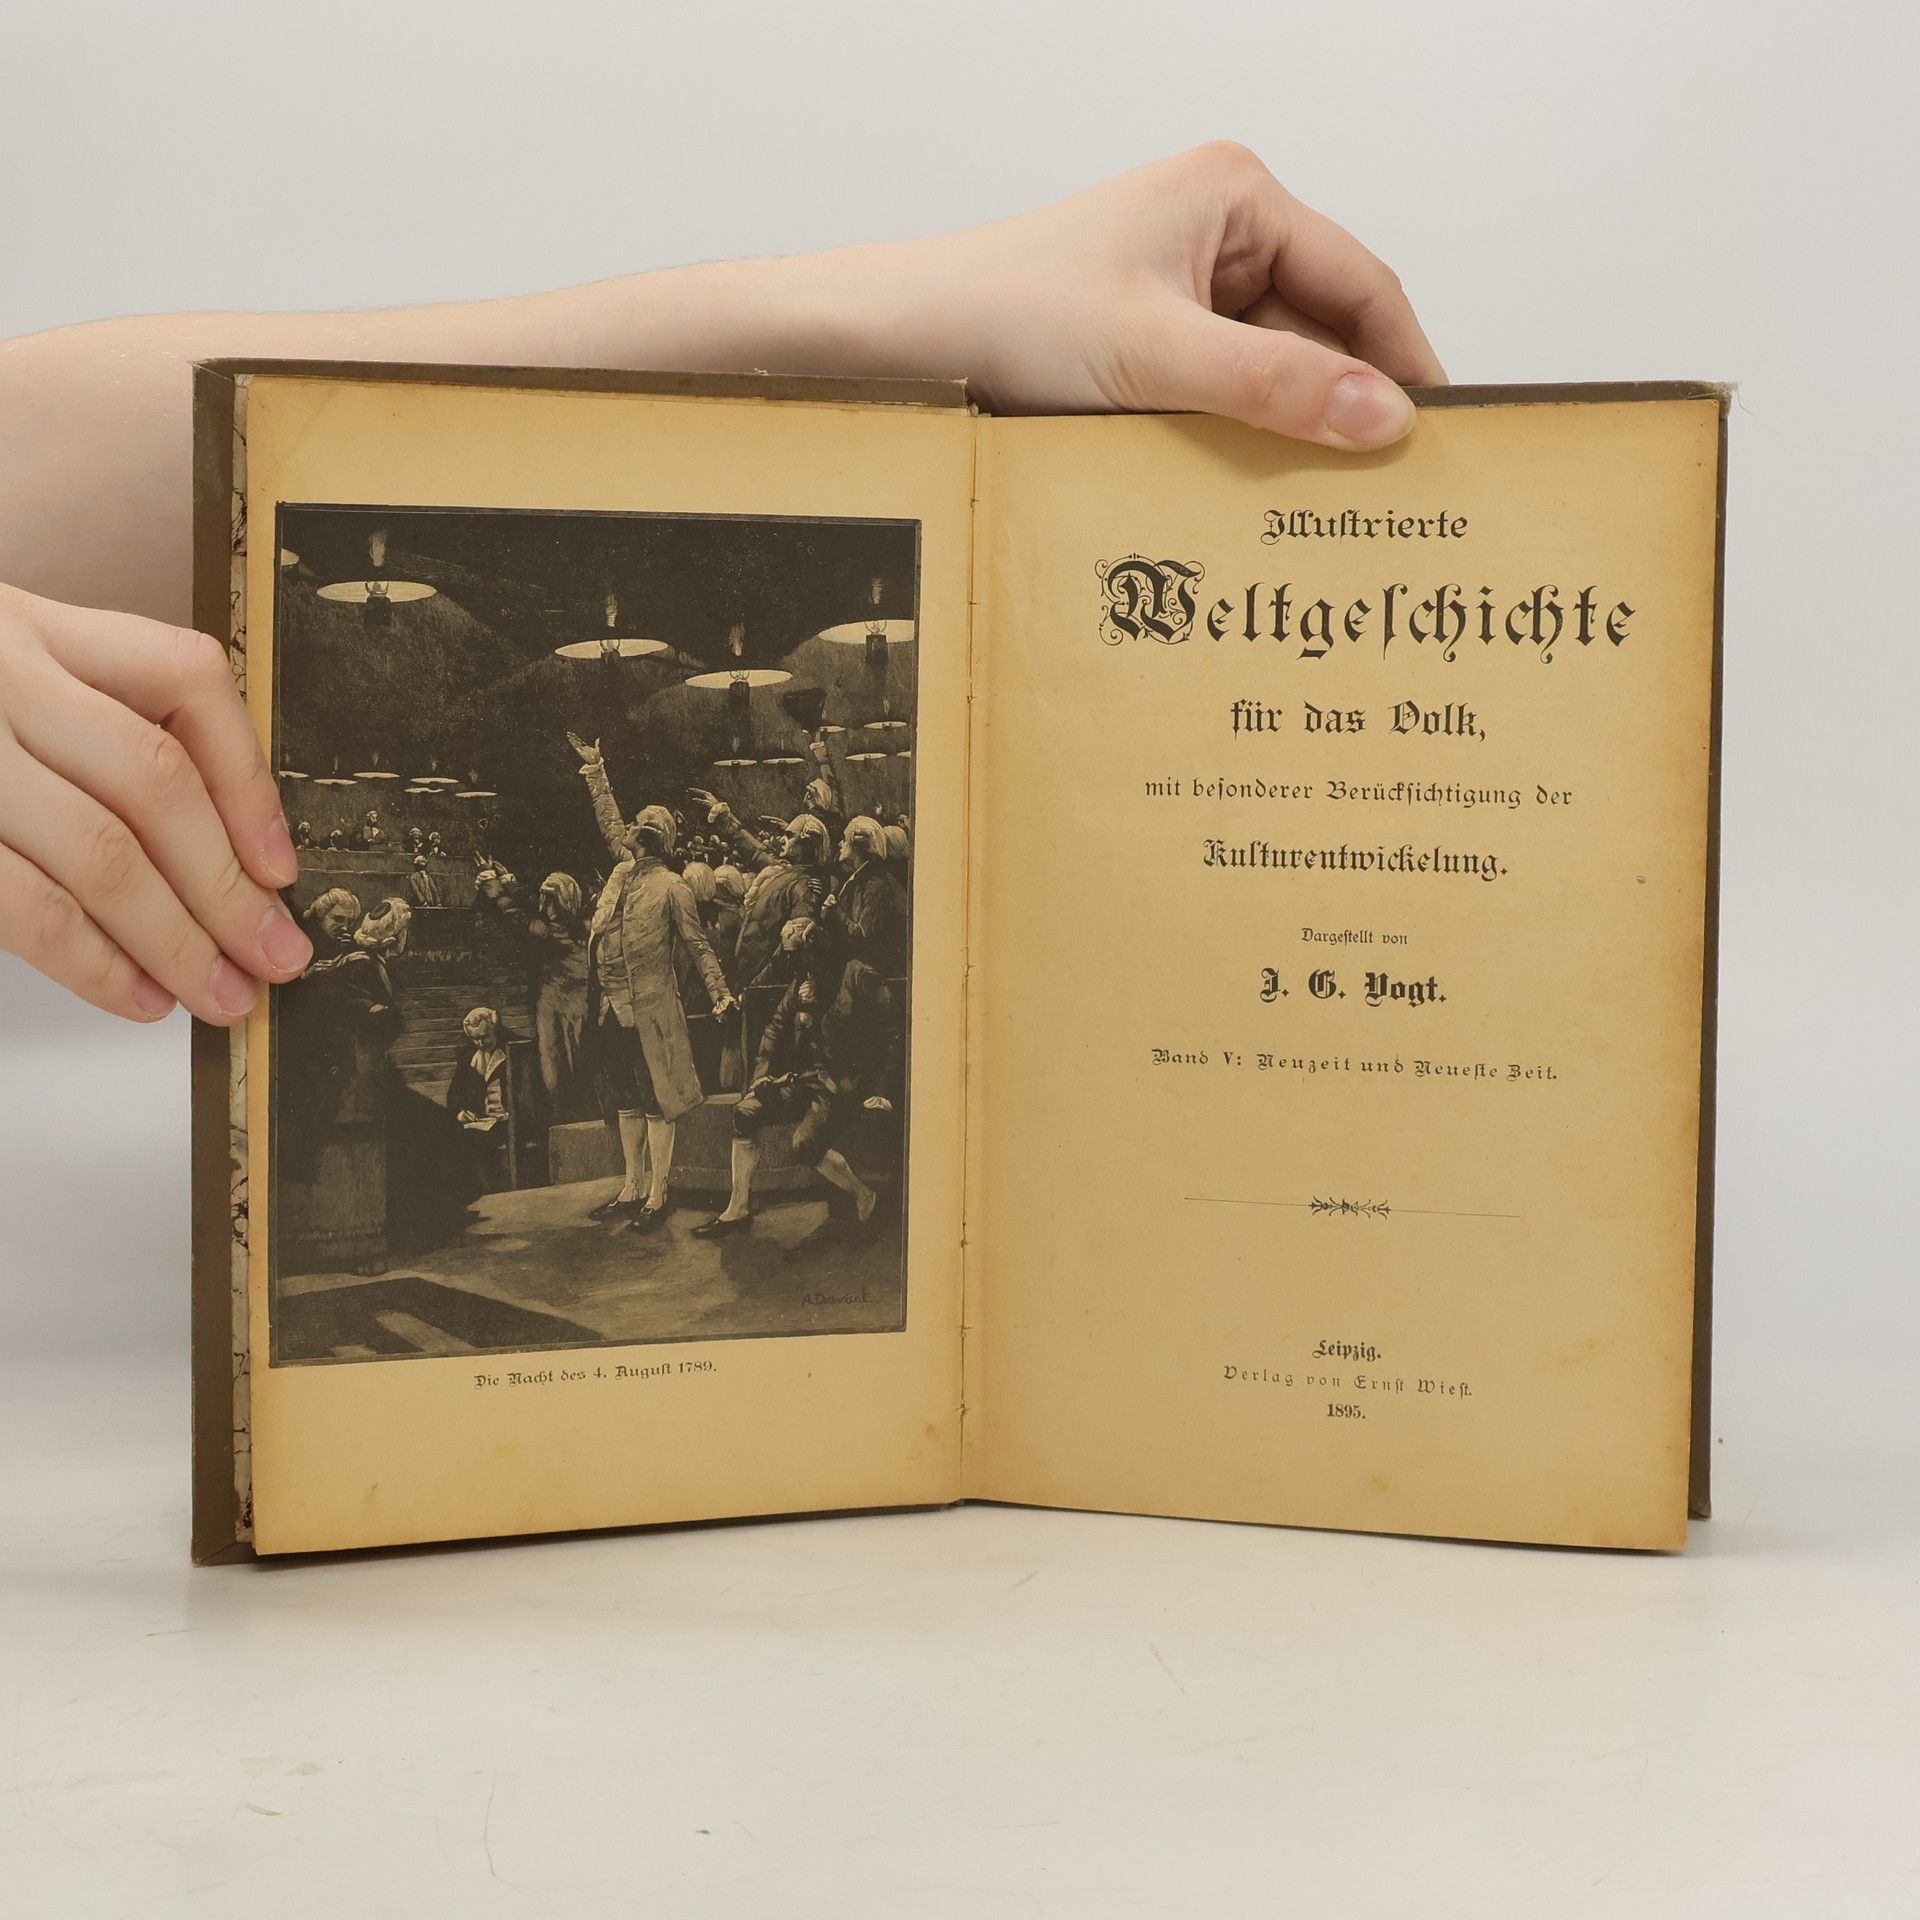 Die Nacht des 4. August 1789.
Illustrierte
Weltgeschichte
für das Volk,
mit besonderer Berücksichtigung der
Kulturentwickelung.
Dargestellt von
J. G. Vogt.
Band V: Neuzeit und Neueste Zeit.
Leipzig.
Verlag von Ernst Wiest.
1895.